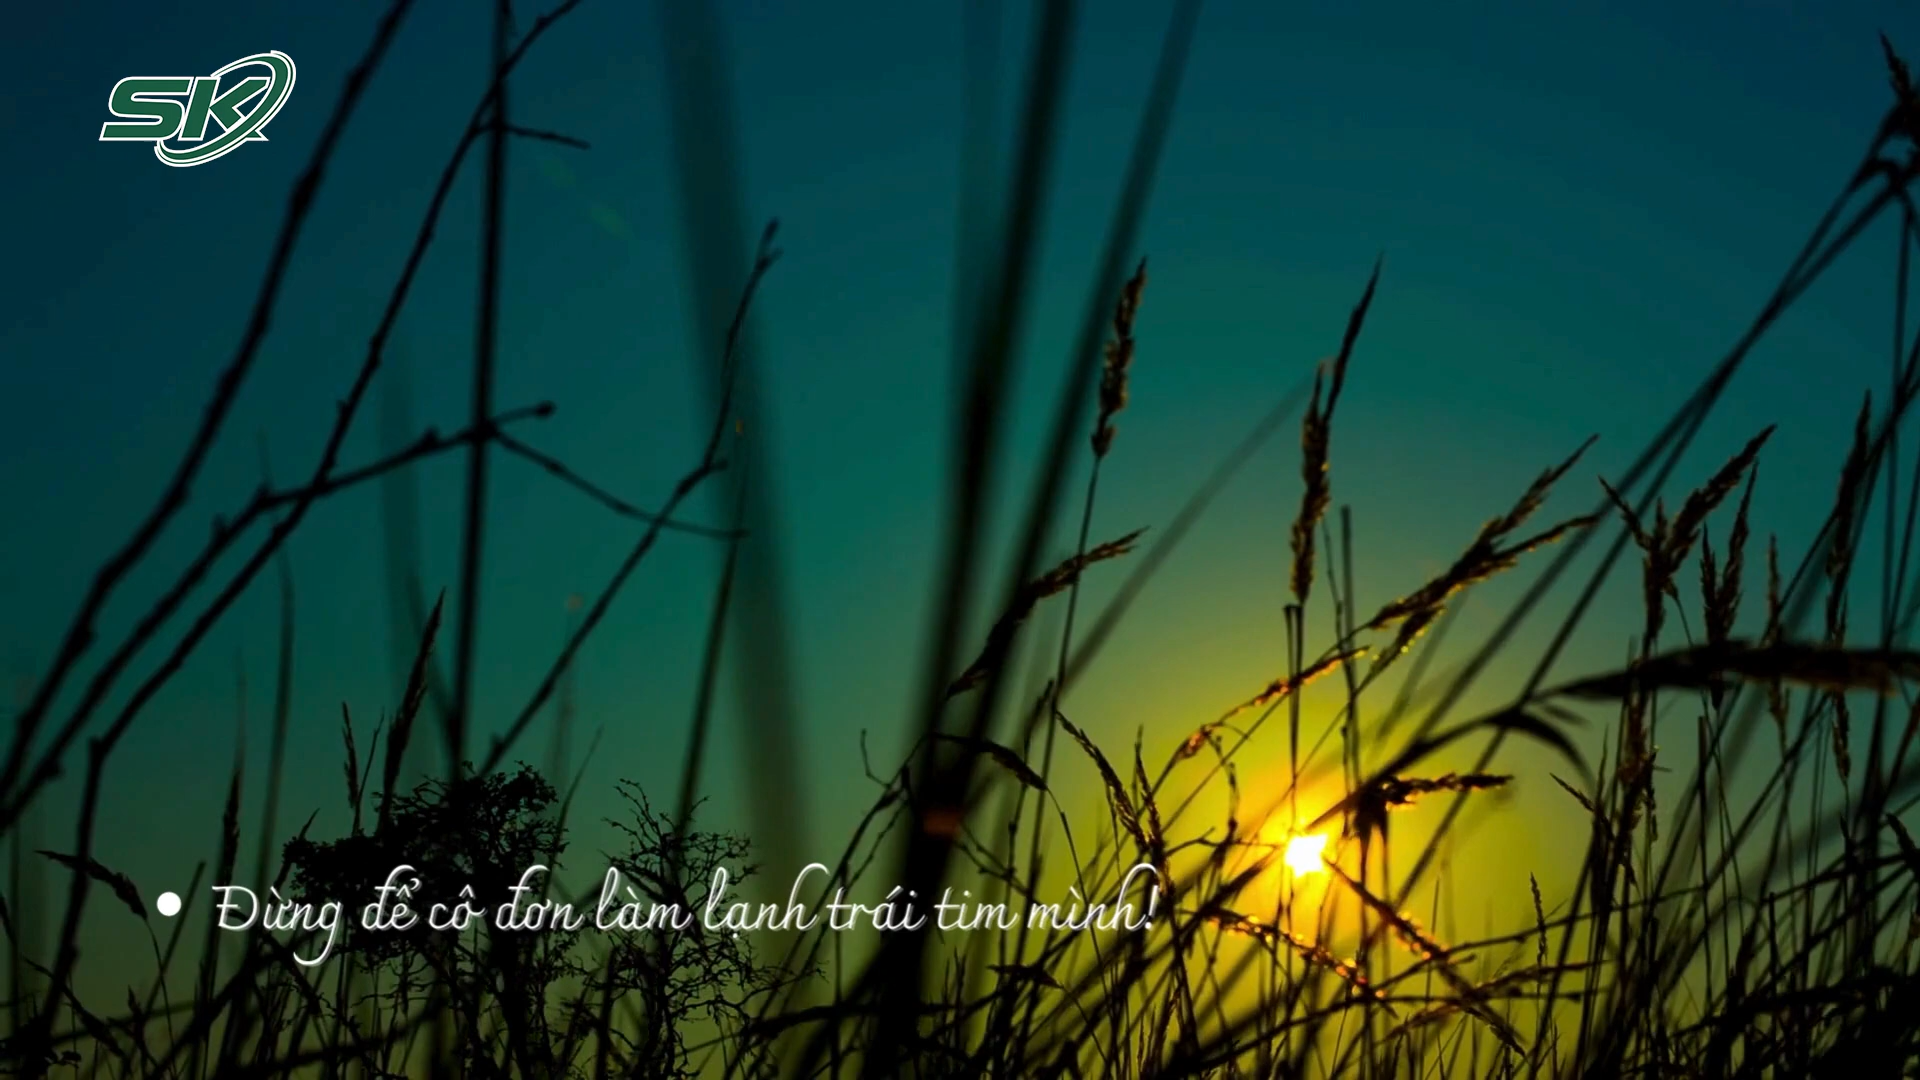 SK
• Đừng để cô đơn làm lạnh trái tim mình!